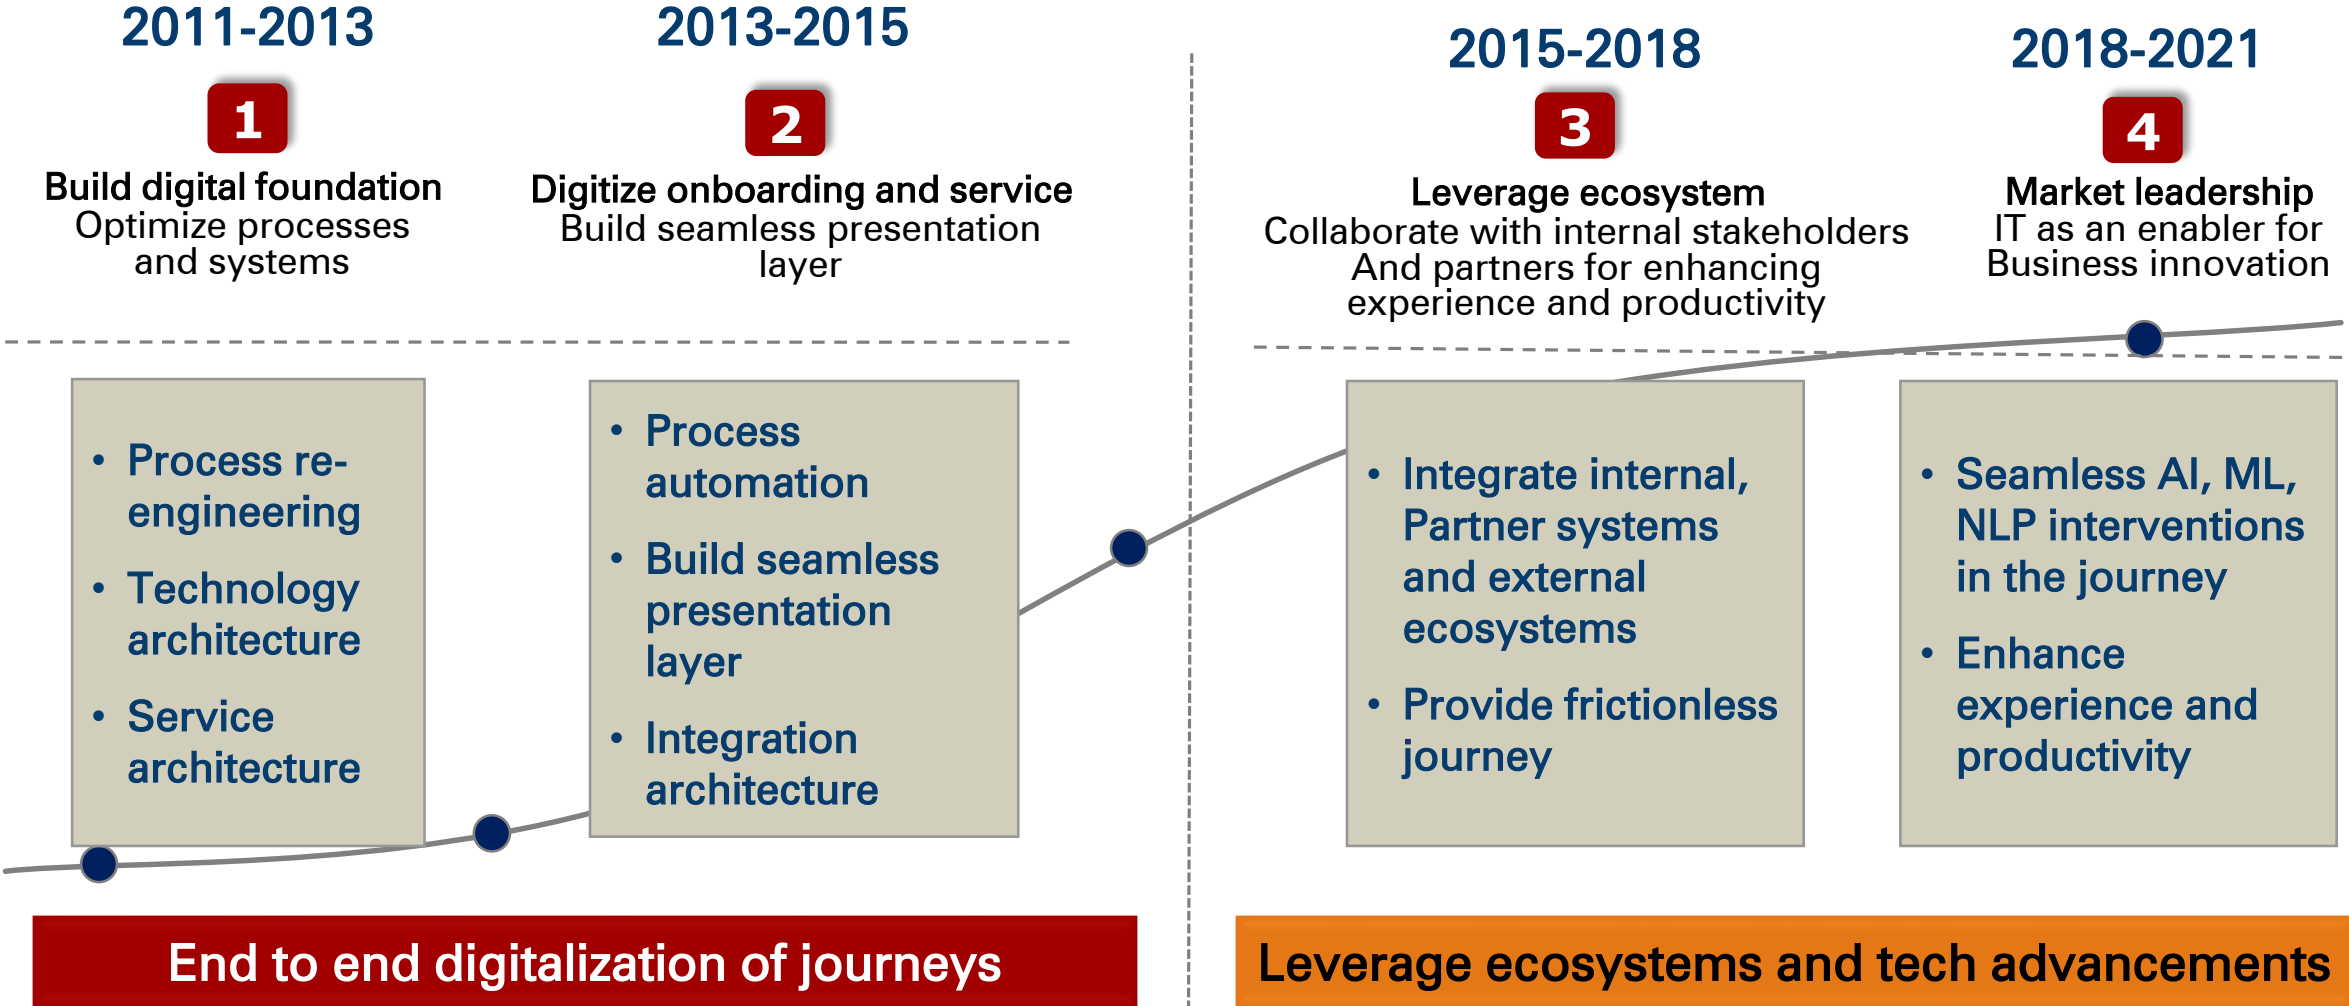 2011-2013
1
Build digital foundation
Optimize processes
and systems
2013-2015
2
Digitize onboarding and service
Build seamless presentation
layer
2015-2018
3
Leverage ecosystem
Collaborate with internal stakeholders
And partners for enhancing
experience and productivity
2018-2021
4
Market leadership
IT as an enabler for
Business innovation
• Process re-
engineering
• Technology
architecture
• Service
architecture
• Process
automation
• Build seamless
presentation
layer
• Integration
architecture
• Integrate internal,
Partner systems
and external
ecosystems
• Provide frictionless
journey
• Seamless AI, ML,
NLP interventions
in the journey
• Enhance
experience and
productivity
End to end digitalization of journeys
Leverage ecosystems and tech advancements